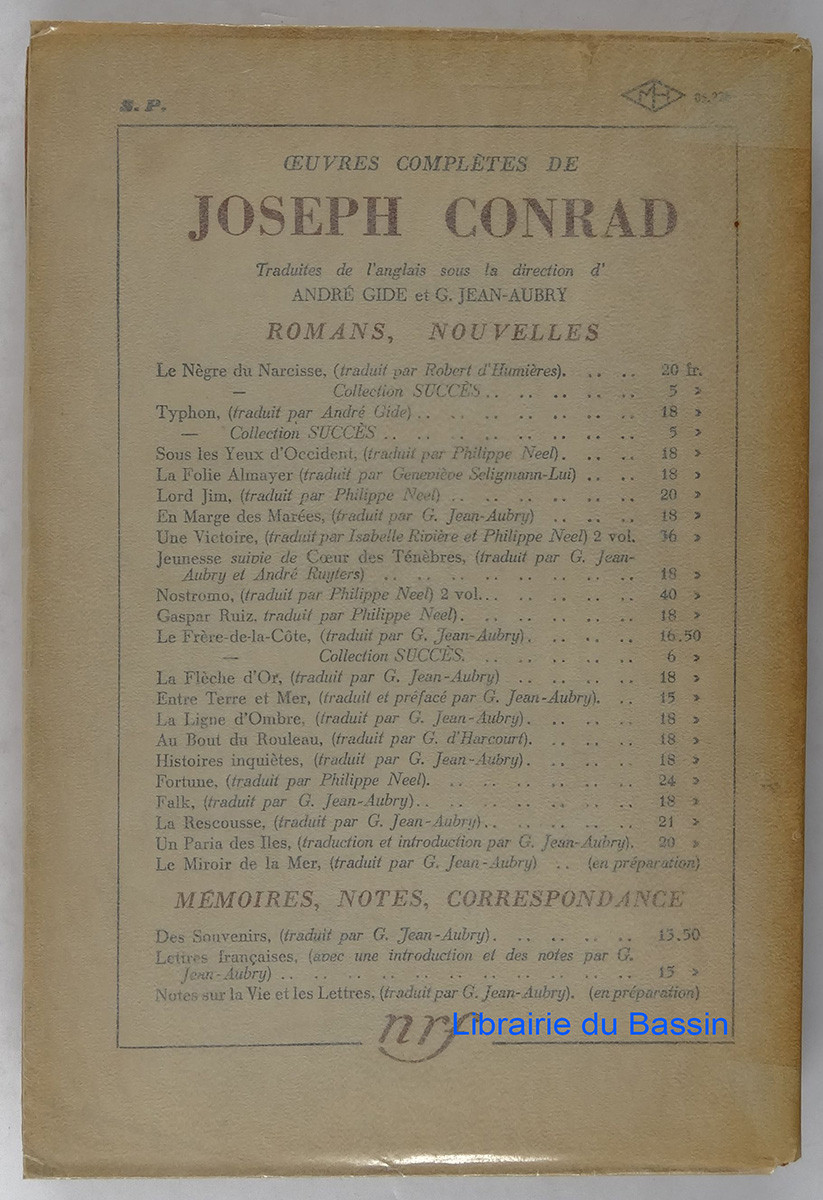 S. P.
MH
ŒUVRES COMPLÈTES DE
JOSEPH CONRAD
Traduites de l'anglais sous la direction d'
ANDRÉ GIDE et G. JEAN-AUBRY
ROMANS, NOUVELLES
Le Nègre du Narcisse, (traduit par Robert d'Humières). .. .. 20 fr.
— Collection SUCCÈS .. .. .. .. .. 5 »
Typhon, (traduit par André Gide) .. .. .. .. .. .. 18 »
— Collection SUCCÈS .. .. .. .. .. .. .. 5 »
Sous les Yeux d'Occident, (traduit par Philippe Neel). .. .. 18 »
La Folie Almayer (traduit par Geneviève Seligmann-Lui) .. .. 18 »
Lord Jim, (traduit par Philippe Neel) .. .. .. .. .. 20 »
En Marge des Marées, (traduit par G. Jean-Aubry) .. .. .. 18 »
Une Victoire, (traduit par Isabelle Rivière et Philippe Neel) 2 vol. 36 »
Jeunesse suivie de Cœur des Ténèbres, (traduit par G. Jean-
Aubry et André Ruyters) .. .. .. .. .. .. .. 18 »
Nostromo, (traduit par Philippe Neel) 2 vol. .. .. .. .. 40 »
Gaspar Ruiz, traduit par Philippe Neel). .. .. .. .. 18 »
Le Frère-de-la-Côte, (traduit par G. Jean-Aubry). .. .. .. 16.50
— Collection SUCCÈS. .. .. .. .. 6 »
La Flèche d'Or, (traduit par G. Jean-Aubry) .. .. .. .. 18 »
Entre Terre et Mer, (traduit et préfacé par G. Jean-Aubry). .. 15 »
La Ligne d'Ombre, (traduit par G. Jean-Aubry). .. .. .. 18 »
Au Bout du Rouleau, (traduit par G. d'Harcourt). .. .. .. 18 »
Histoires inquiètes, (traduit par G. Jean-Aubry). .. .. .. 18 »
Fortune, (traduit par Philippe Neel). .. .. .. .. .. 24 »
Falk, (traduit par G. Jean-Aubry). .. .. .. .. .. .. 18 »
La Rescousse, (traduit par G. Jean-Aubry). .. .. .. .. 21 »
Un Paria des Iles, (traduction et introduction par G. Jean-Aubry). 20 »
Le Miroir de la Mer, (traduit par G. Jean-Aubry) .. (en préparation)
MÉMOIRES, NOTES, CORRESPONDANCE
Des Souvenirs, (traduit par G. Jean-Aubry). .. .. .. .. 13.50
Lettres françaises, (avec une introduction et des notes par G.
Jean-Aubry) .. .. .. .. .. .. .. .. .. .. 15 »
Notes sur la Vie et les Lettres, (traduit par G. Jean-Aubry). (en préparation)
nrf
Librairie du Bassin